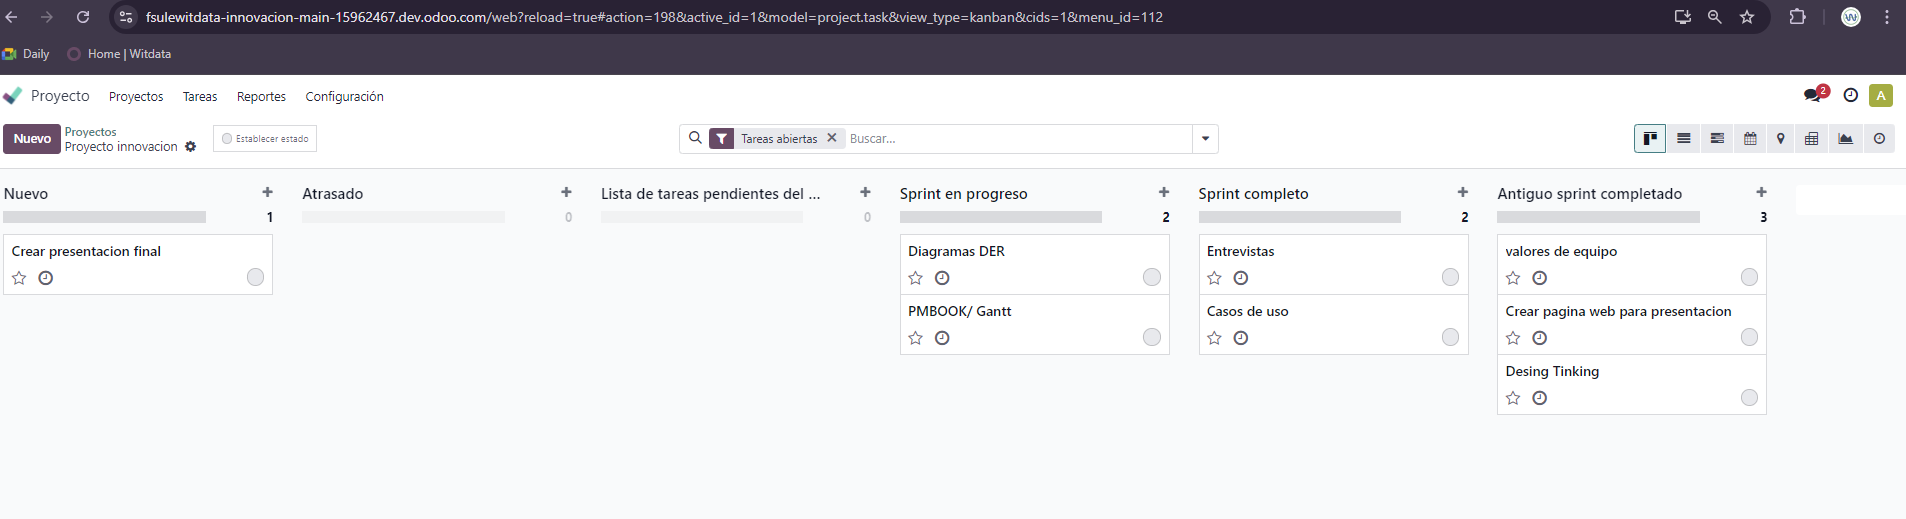 fsulewitdata-innovacion-main-15962467.dev.odoo.com/web?reload=true#action=198&active_id=1&model=project.task&view_type=kanban&cids=1&menu_id=112
Daily
Home | Witdata
Proyecto
Proyectos
Tareas
Reportes
Configuración
2
A
Nuevo
Proyectos
Proyecto innovacion
Establecer estado
Tareas abiertas
Buscar...
Nuevo
1
Crear presentacion final
Atrasado
0
Lista de tareas pendientes del ...
0
Sprint en progreso
2
Diagramas DER
PMBOOK/ Gantt
Sprint completo
2
Entrevistas
Casos de uso
Antiguo sprint completado
3
valores de equipo
Crear pagina web para presentacion
Desing Tinking